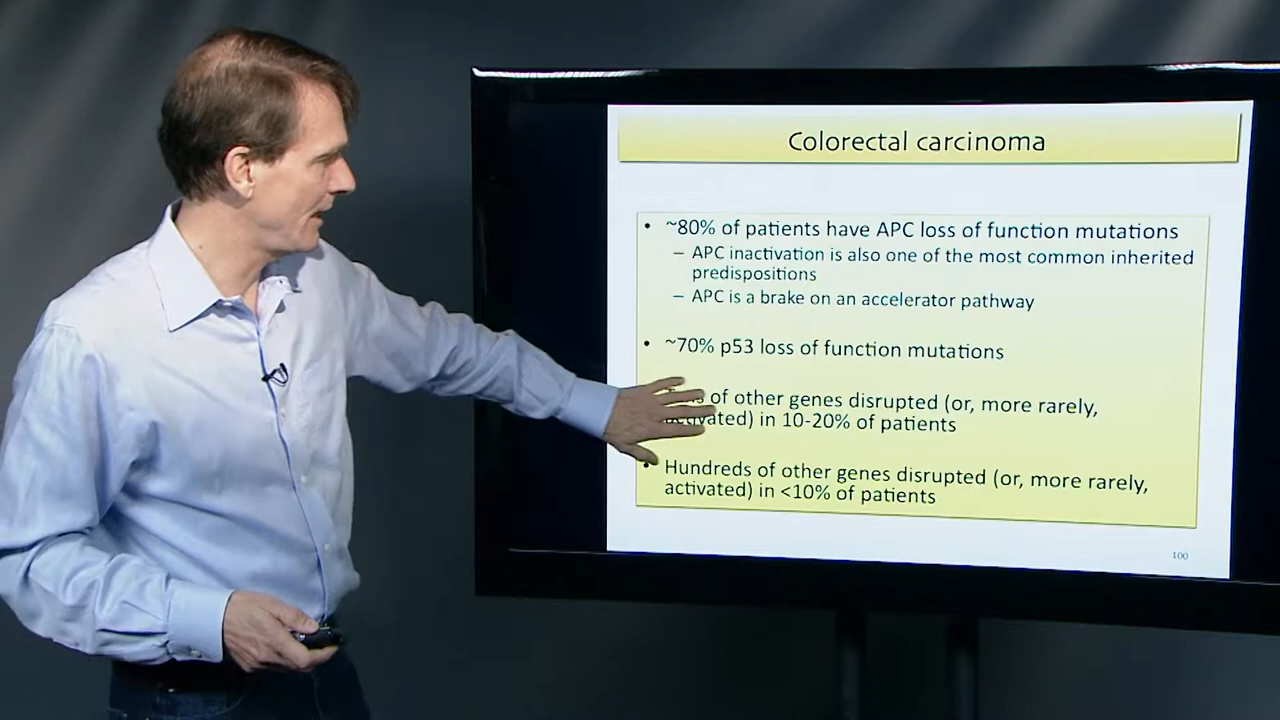 Colorectal carcinoma
• ~80% of patients have APC loss of function mutations
– APC inactivation is also one of the most common inherited
predispositions
– APC is a brake on an accelerator pathway
• ~70% p53 loss of function mutations
of other genes disrupted (or, more rarely,
activated) in 10-20% of patients
• Hundreds of other genes disrupted (or, more rarely,
activated) in <10% of patients
100